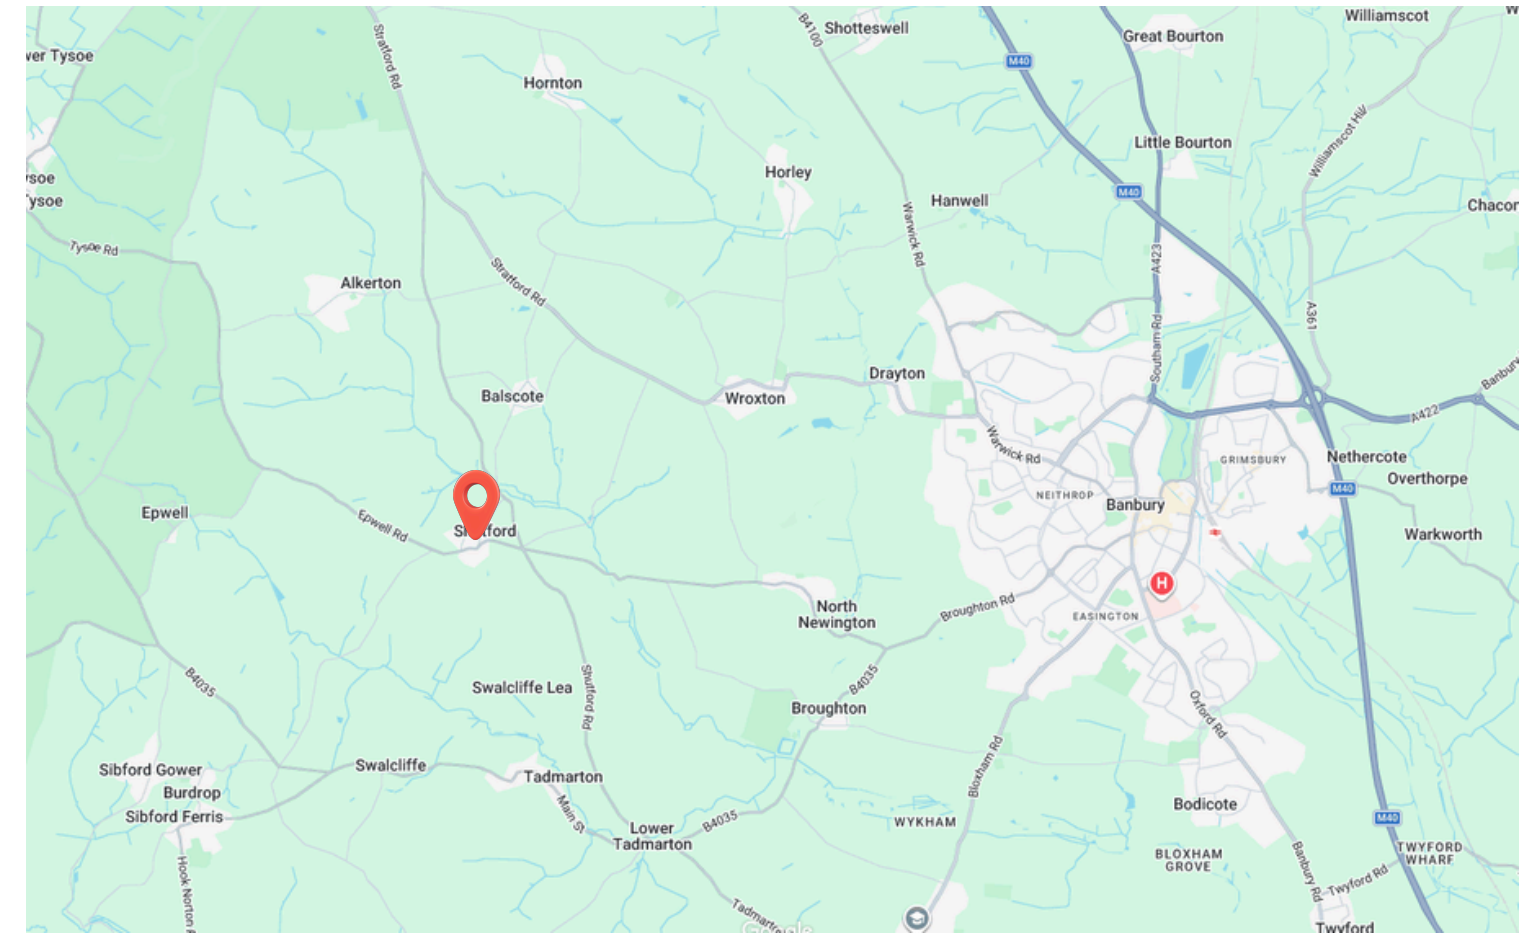 B4100
Shotteswell
Williamscot
Great Bourton
Stratford Rd
wer Tysoe
M40
Hornton
Little Bourton
Williamscot Hill
Horley
ysoe
Tysoe
M40
Hanwell
Chacor
Warwick Rd
Tysoe Rd
A423
Alkerton
Stratford Rd
A361
Southam Rd
Drayton
Banbury
Balscote
Wroxton
A422
Warwick Rd
Nethercote
GRIMSBURY
Overthorpe
M40
NEITHROP
Banbury
Epwell
Epwell Rd
Warkworth
H
North
Newington
Broughton Rd
EASINGTON
B4035
B4035
Swalcliffe Lea
Shutford Rd
Broughton
Oxford Rd
Swalcliffe
Sibford Gower
Tadmarton
Bloxham Rd
Burdrop
Bodicote
Sibford Ferris
Main St
B4035
WYKHAM
M40
Lower
Tadmarton
BLOXHAM
GROVE
TWYFORD
WHARF
Hook Norton
Banbury Rd
Twyford Rd
Google
Twyford